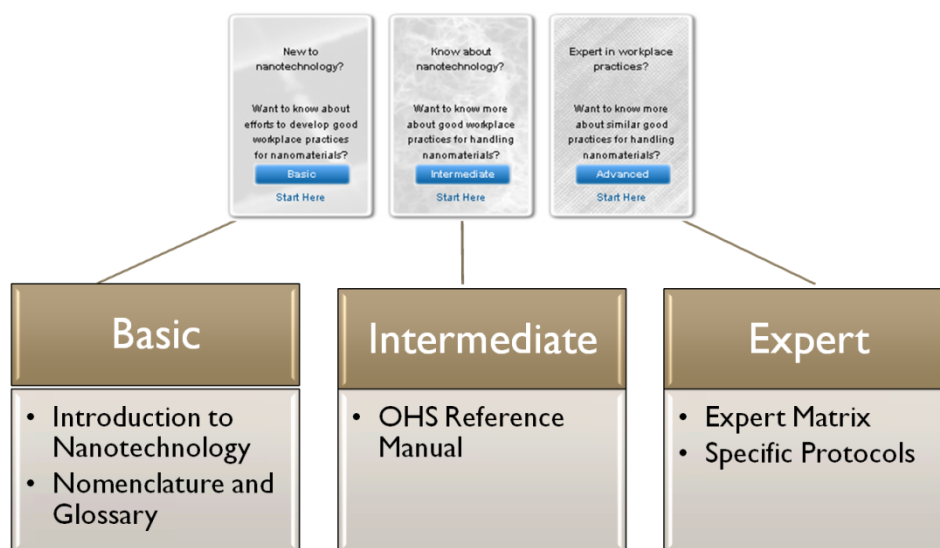 New to
nanotechnology?
Want to know about
efforts to develop good
workplace practices
for nanomaterials?
Basic
Start Here
Know about
nanotechnology?
Want to know more
about good workplace
practices for handling
nanomaterials?
Intermediate
Start Here
Expert in workplace
practices?
Want to know more
about similar good
practices for handling
nanomaterials?
Advanced
Start Here
Basic
• Introduction to
Nanotechnology
• Nomenclature and
Glossary
Intermediate
• OHS Reference
Manual
Expert
• Expert Matrix
• Specific Protocols